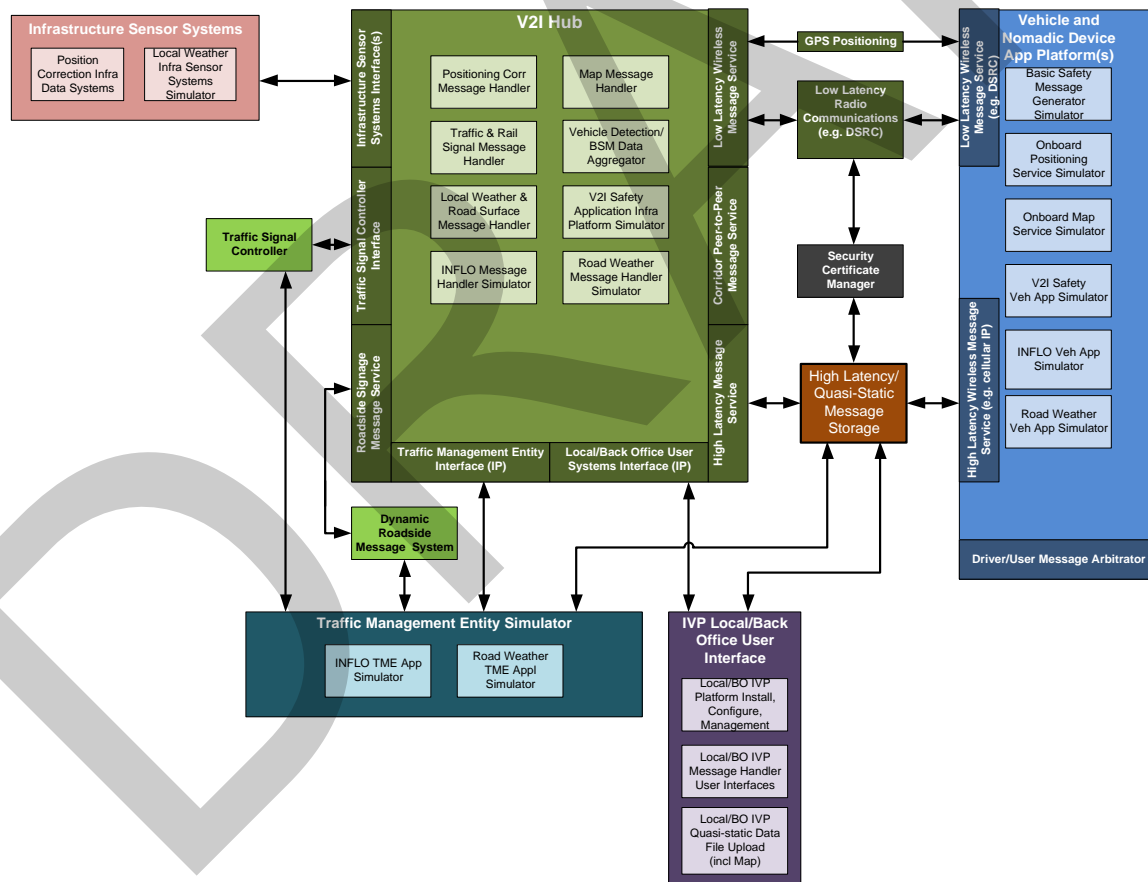 Infrastructure Sensor Systems
Position
Correction Infra
Data Systems
Local Weather
Infra Sensor
Systems
Simulator
V2I Hub
Infrastructure Sensor
Systems Interface(s)
Traffic Signal Controller
Interface
Roadside Signage
Message Service
Positioning Corr
Message Handler
Map Message
Handler
Traffic & Rail
Signal Message
Handler
Vehicle Detection/
BSM Data
Aggregator
Local Weather &
Road Surface
Message Handler
V2I Safety
Application Infra
Platform Simulator
INFLO Message
Handler Simulator
Road Weather
Message Handler
Simulator
Low Latency Wireless
Message Service
Corridor Peer-to-Peer
Message Service
High Latency Message
Service
Traffic Management Entity
Interface (IP)
Local/Back Office User
Systems Interface (IP)
GPS Positioning
Low Latency
Radio
Communications
(e.g. DSRC)
Security
Certificate
Manager
High Latency/
Quasi-Static
Message
Storage
Vehicle and
Nomadic Device
App Platform(s)
Low Latency Wireless
Message Service
(e.g. DSRC)
High Latency Wireless Message
Service (e.g. cellular IP)
Basic Safety
Message
Generator
Simulator
Onboard
Positioning
Service Simulator
Onboard Map
Service Simulator
V2I Safety
Veh App Simulator
INFLO Veh App
Simulator
Road Weather
Veh App Simulator
Driver/User Message Arbitrator
Traffic Signal
Controller
Dynamic
Roadside
Message System
Traffic Management Entity Simulator
INFLO TME App
Simulator
Road Weather
TME Appl
Simulator
IVP Local/Back
Office User
Interface
Local/BO IVP
Platform Install,
Configure,
Management
Local/BO IVP
Message Handler
User Interfaces
Local/BO IVP
Quasi-static Data
File Upload
(incl Map)
DRAFT